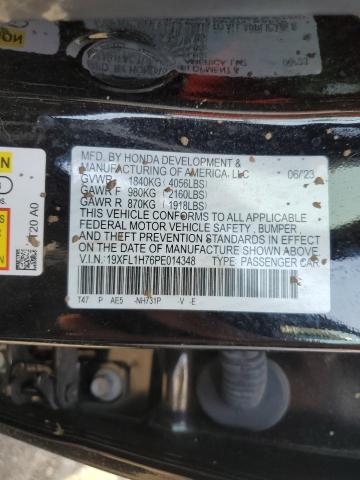 MFD. BY HONDA DEVELOPMENT &
MANUFACTURING OF AMERICA, LLC 06/23
GVWR 1840KG (4056LBS)
GAWR F 980KG (2160LBS)
GAWR R 870KG (1918LBS)
THIS VEHICLE CONFORMS TO ALL APPLICABLE
FEDERAL MOTOR VEHICLE SAFETY, BUMPER,
AND THEFT PREVENTION STANDARDS IN EFFECT
ON THE DATE OF MANUFACTURE SHOWN ABOVE.
V.I.N.: 19XFL1H76PE014348 TYPE: PASSENGER CAR
T47 P AE5 -NH731P -V -E
T20 A0